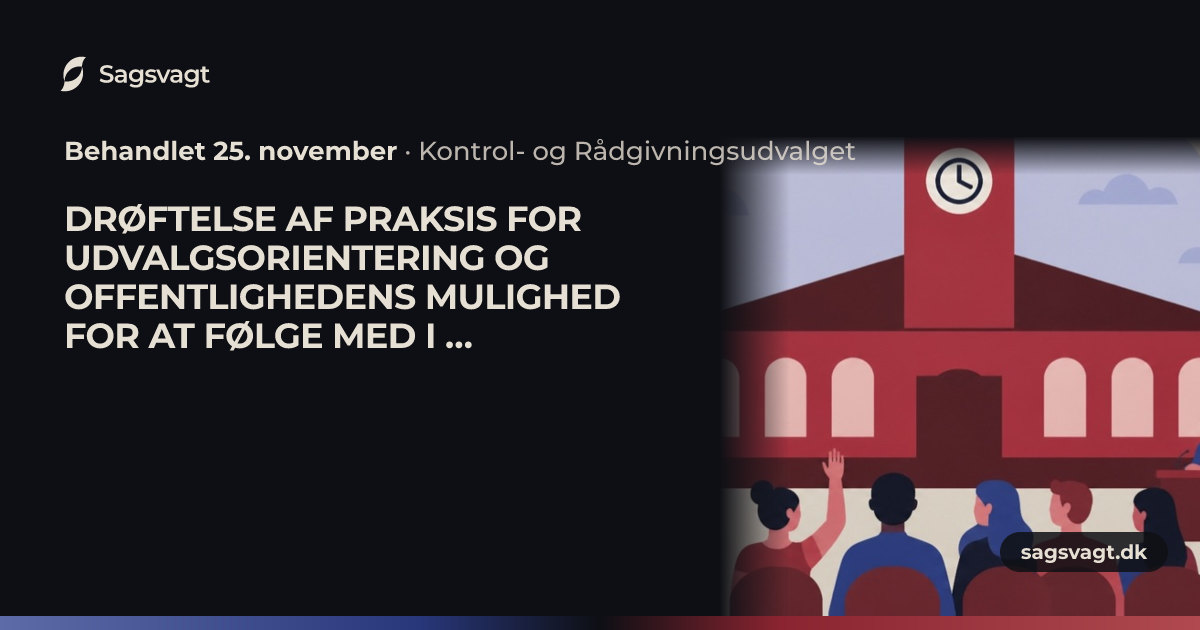 Sagsvagt
Behandlet 25. november · Kontrol- og Rådgivningsudvalget
DRØFTELSE AF PRAKSIS FOR
UDVALGSORIENTERING OG
OFFENTLIGHEDENS MULIGHED
FOR AT FØLGE MED I ...
sagsvagt.dk